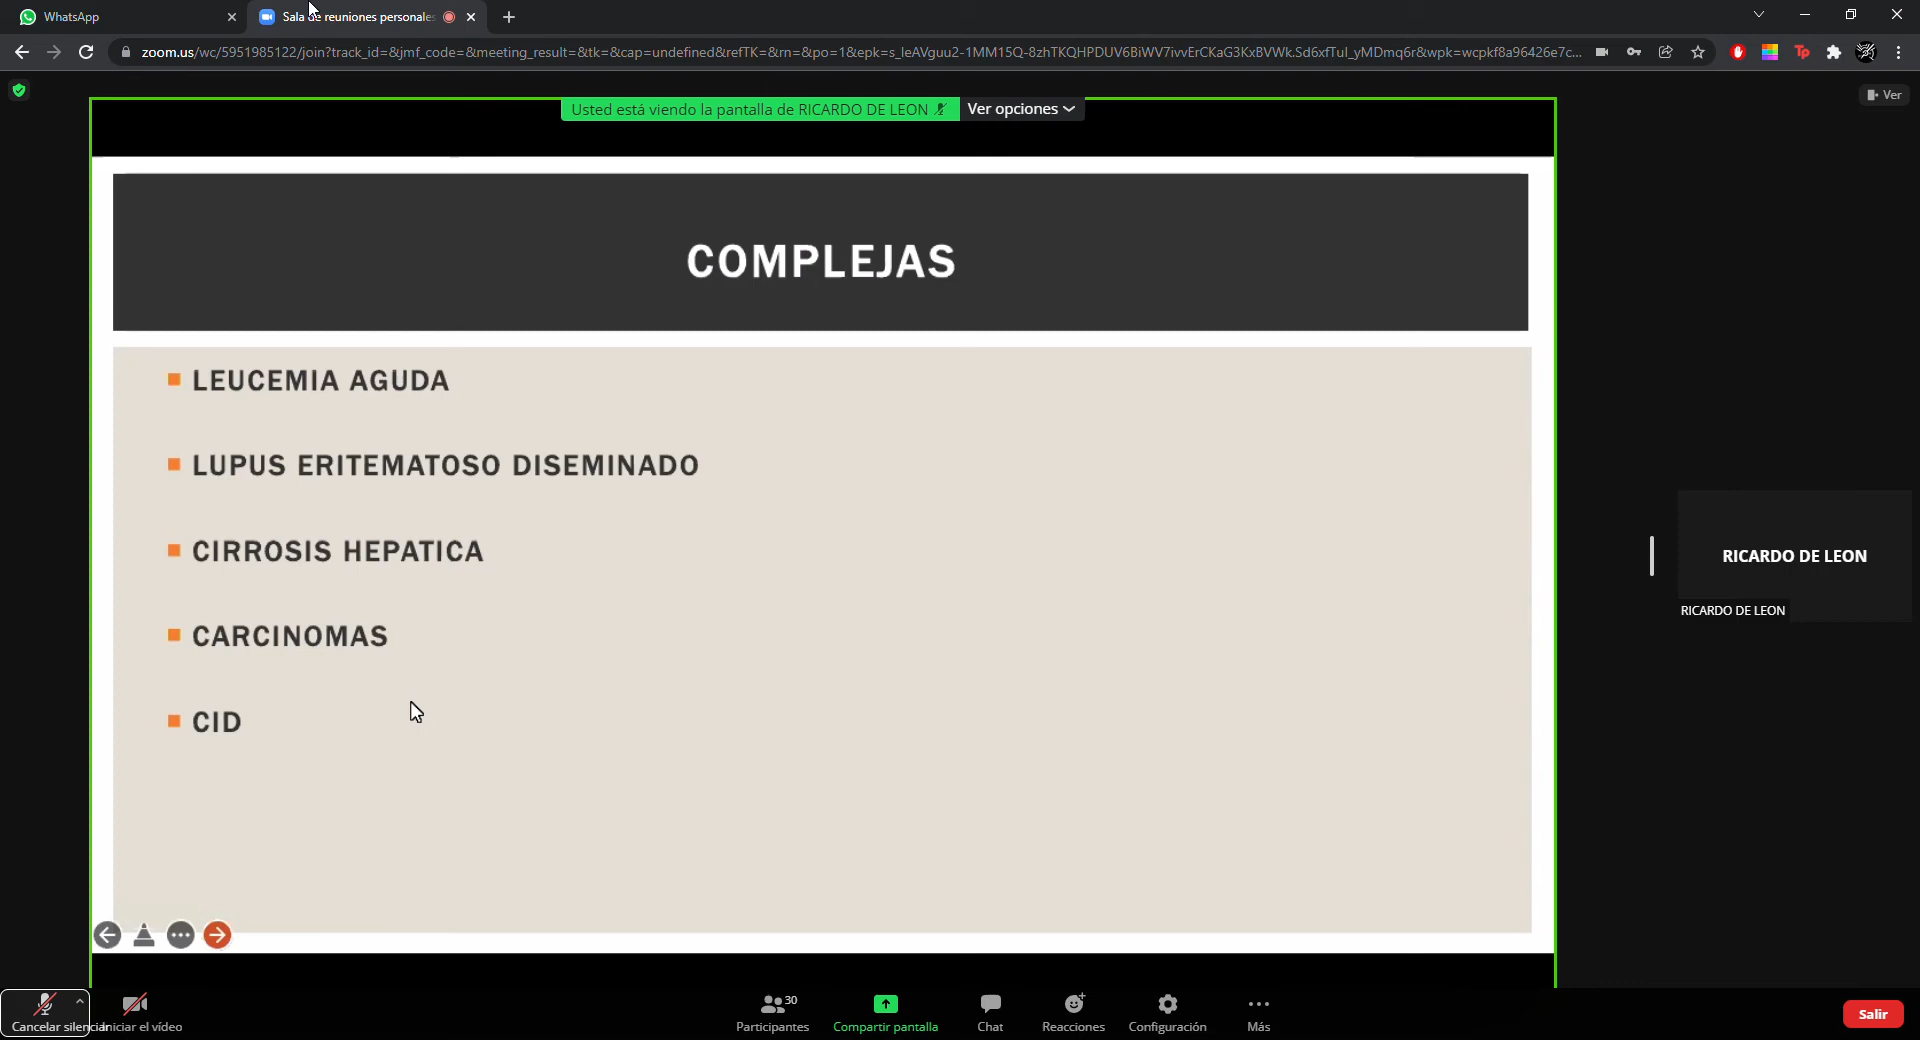 WhatsApp
Sala de reuniones personales
zoom.us/wc/5951985122/join?track_id=&jmf_code=&meeting_result=&tk=&cap=undefined&refTK=&rn=&po=1&epk=s_leAVguu2-1MM15Q-8zhTKQHPDUV6BiWV7ivvErCKaG3KxBVWk.Sd6xfTuI_yMDmq6r&wpk=wcpkf8a96426e7c...
Usted está viendo la pantalla de RICARDO DE LEON
Ver opciones
Ver
COMPLEJAS
LEUCEMIA AGUDA
LUPUS ERITEMATOSO DISEMINADO
CIRROSIS HEPATICA
CARCINOMAS
CID
RICARDO DE LEON
RICARDO DE LEON
Cancelar silenciar
Iniciar el vídeo
30
Participantes
Compartir pantalla
Chat
Reacciones
Configuración
Más
Salir